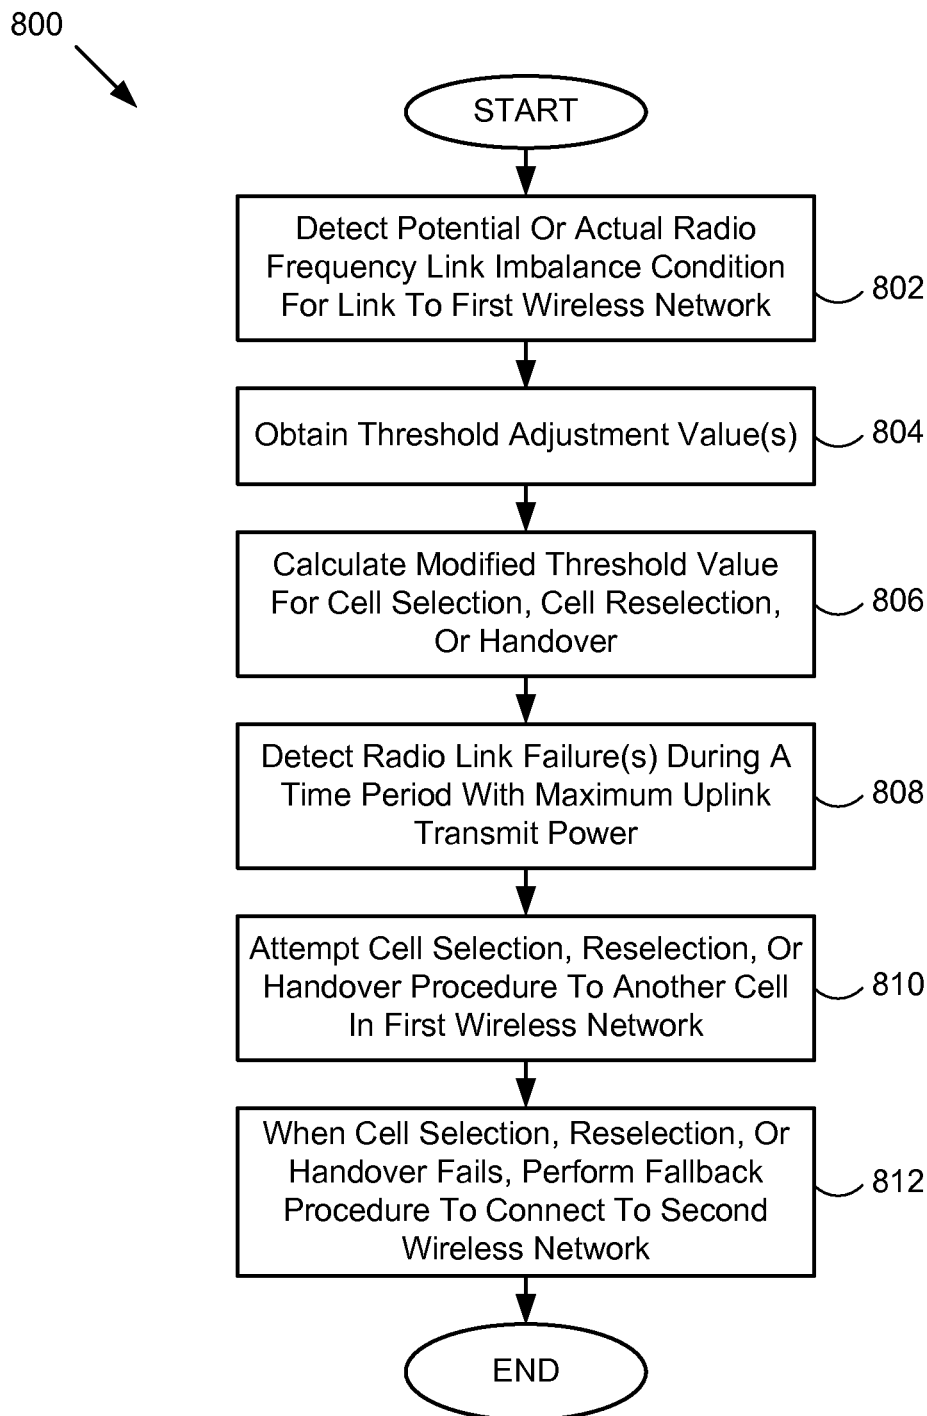 800
START
Detect Potential Or Actual Radio
Frequency Link Imbalance Condition
For Link To First Wireless Network
802
Obtain Threshold Adjustment Value(s)
804
Calculate Modified Threshold Value
For Cell Selection, Cell Reselection,
Or Handover
806
Detect Radio Link Failure(s) During A
Time Period With Maximum Uplink
Transmit Power
808
Attempt Cell Selection, Reselection, Or
Handover Procedure To Another Cell
In First Wireless Network
810
When Cell Selection, Reselection, Or
Handover Fails, Perform Fallback
Procedure To Connect To Second
Wireless Network
812
END